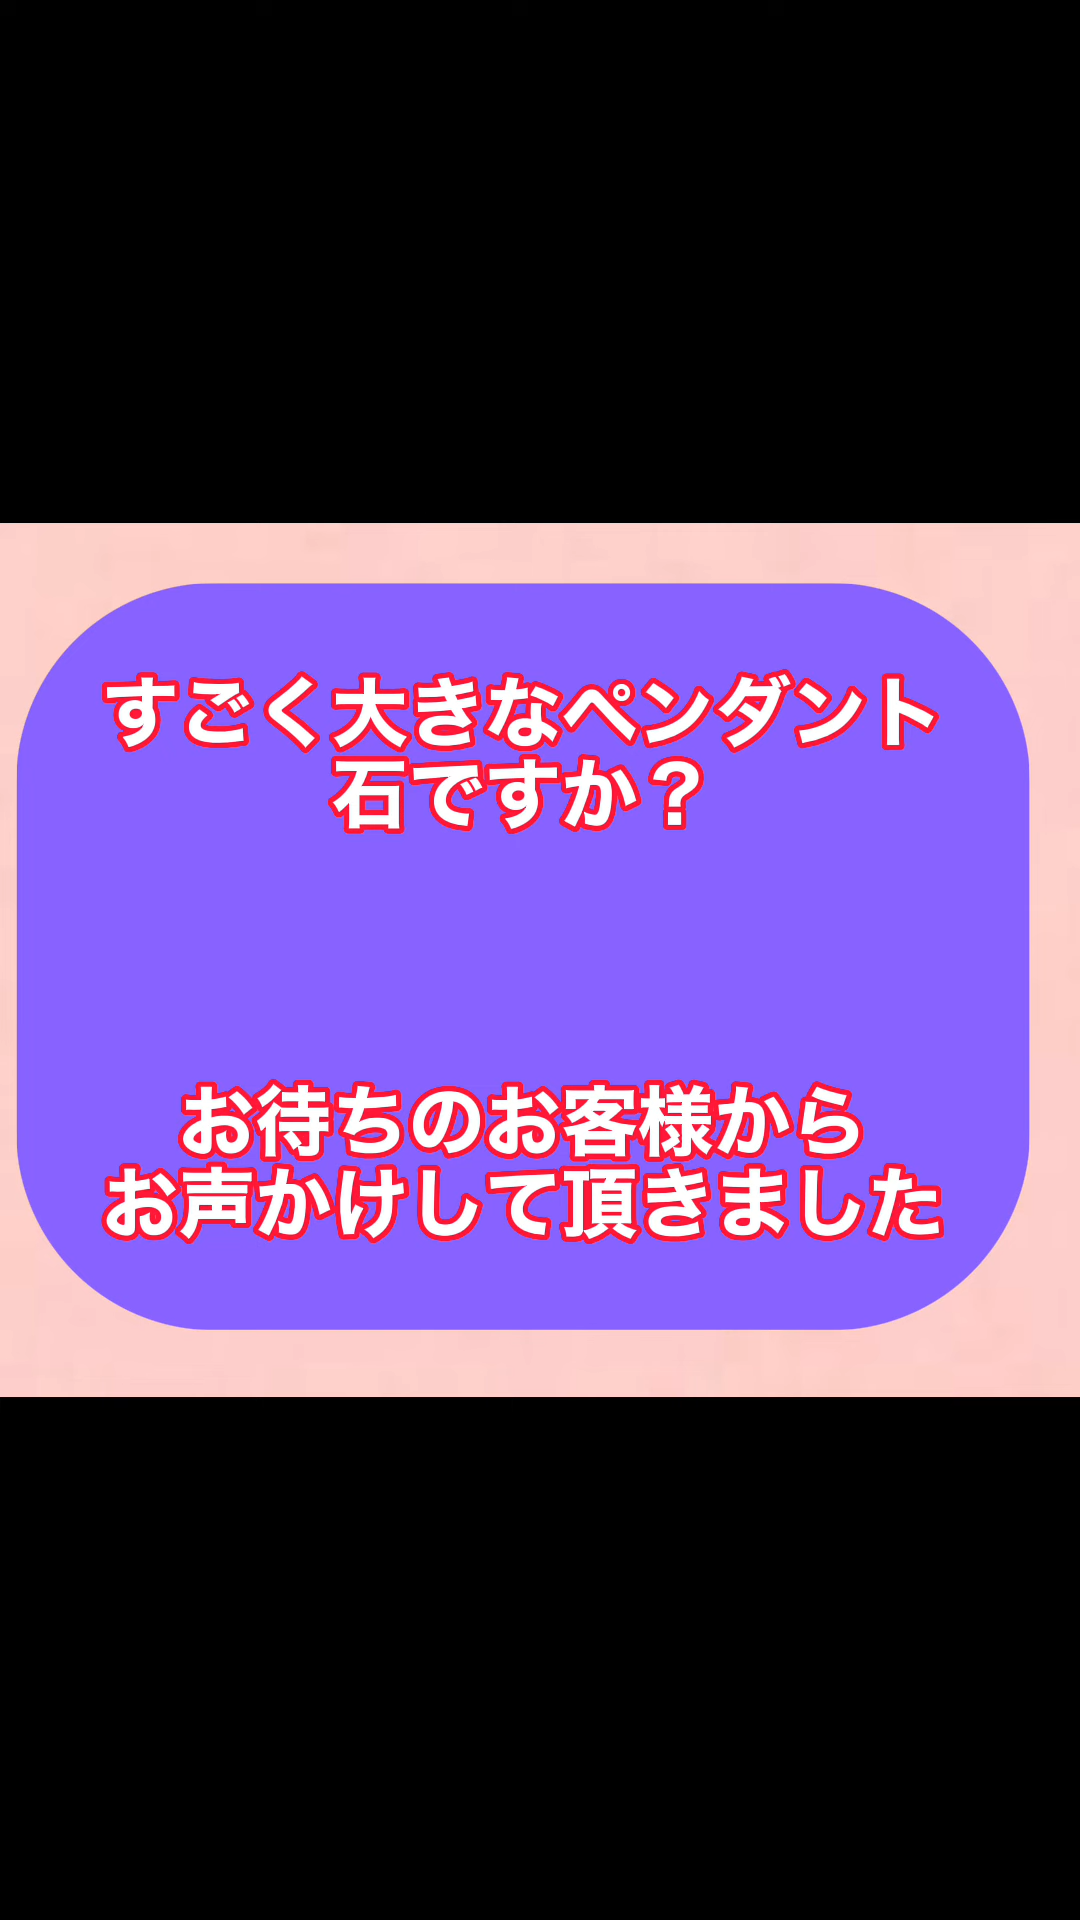 すごく大きなペンダント
石ですか？
お待ちのお客様から
お声かけして頂きました